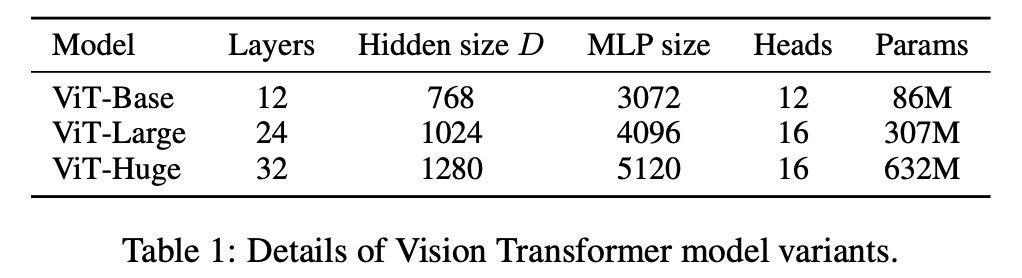 Model Layers Hidden size D MLP size Heads Params
ViT-Base 12 768 3072 12 86M
ViT-Large 24 1024 4096 16 307M
ViT-Huge 32 1280 5120 16 632M
Table 1: Details of Vision Transformer model variants.